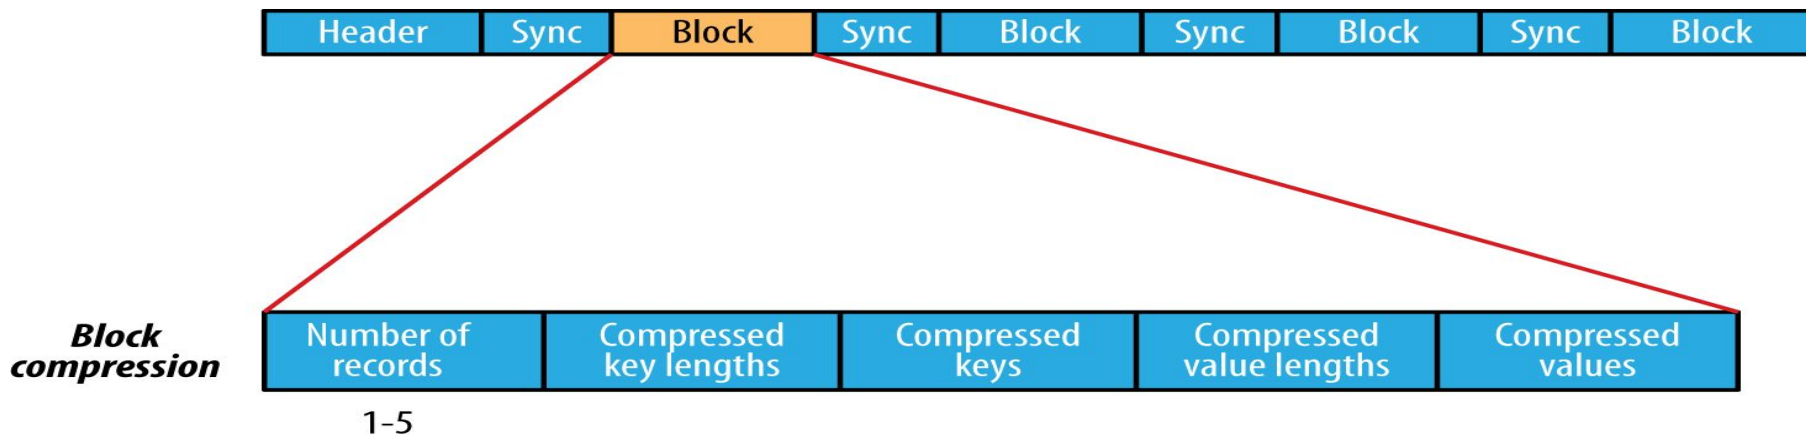 Header Sync Block Sync Block Sync Block Sync Block
Block
compression
Number of
records
Compressed
key lengths
Compressed
keys
Compressed
value lengths
Compressed
values
1-5